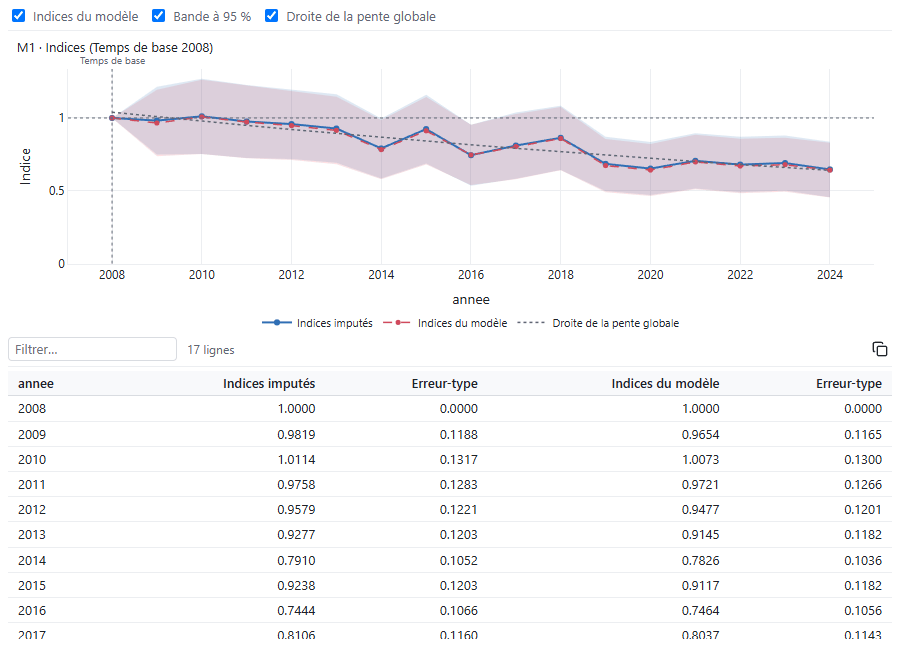 Indices du modèle Bande à 95 % Droite de la pente globale
M1 · Indices (Temps de base 2008)
Temps de base
1
0.5
0
Indice
2008 2010 2012 2014 2016 2018 2020 2022 2024
annee
Indices imputés Indices du modèle Droite de la pente globale
Filtrer... 17 lignes
annee Indices imputés Erreur-type Indices du modèle Erreur-type
2008 1.0000 0.0000 1.0000 0.0000
2009 0.9819 0.1188 0.9654 0.1165
2010 1.0114 0.1317 1.0073 0.1300
2011 0.9758 0.1283 0.9721 0.1266
2012 0.9579 0.1221 0.9477 0.1201
2013 0.9277 0.1203 0.9145 0.1182
2014 0.7910 0.1052 0.7826 0.1036
2015 0.9238 0.1203 0.9117 0.1182
2016 0.7444 0.1066 0.7464 0.1056
2017 0.8106 0.1160 0.8037 0.1143